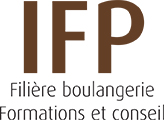 IFP
Filière boulangerie
Formations et conseil